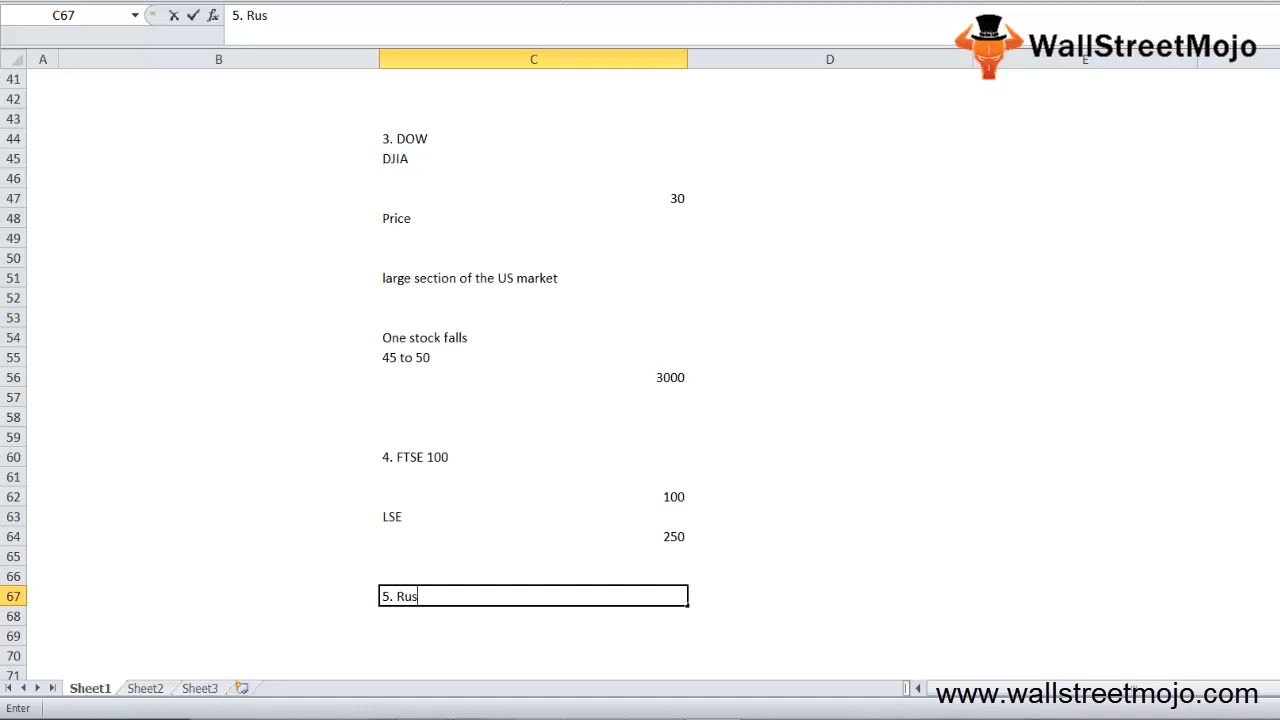 C67
5. Rus
WallStreetMojo
A B C D E
41
42
43
44 3. DOW
45 DJIA
46
47 30
48 Price
49
50
51 large section of the US market
52
53
54 One stock falls
55 45 to 50
56 3000
57
58
59
60 4. FTSE 100
61
62 100
63 LSE
64 250
65
66
67 5. Rus
68
69
70
71
Sheet1 Sheet2 Sheet3
www.wallstreetmojo.com
Enter